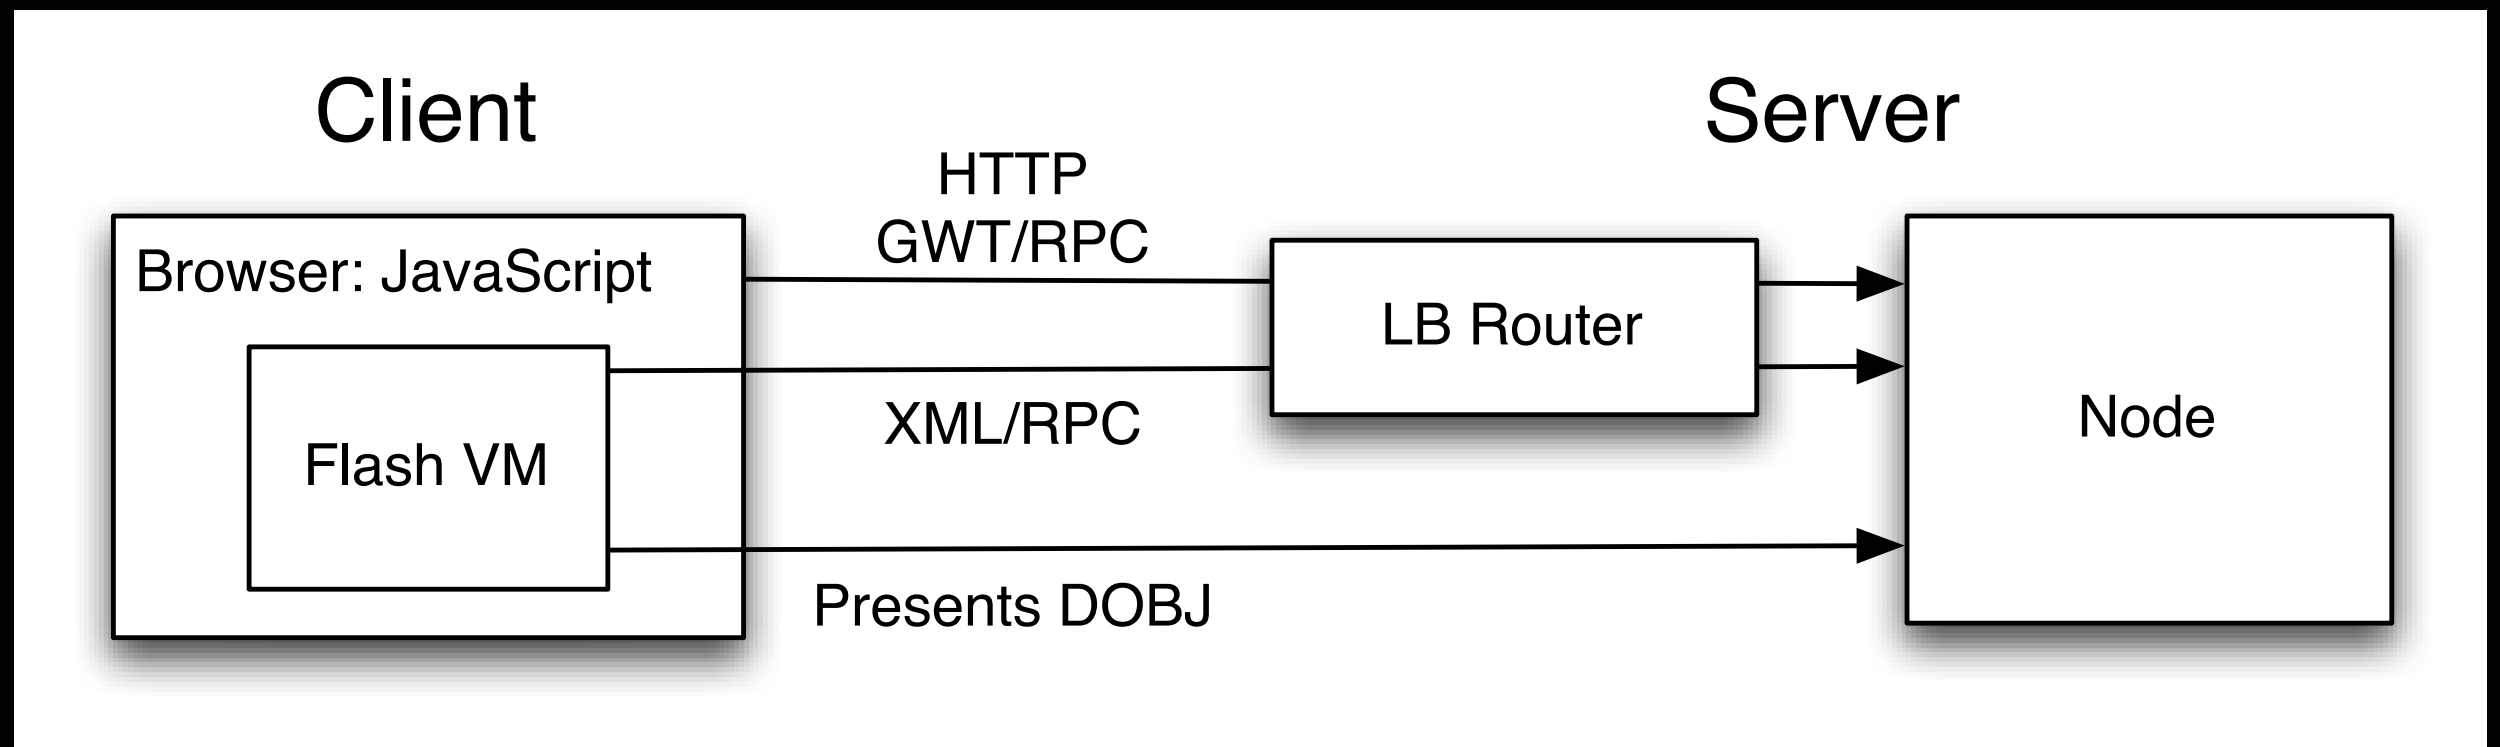 Client
Server
HTTP
GWT/RPC
Browser: JavaScript
LB Router
XML/RPC
Node
Flash VM
Presents DOBJ